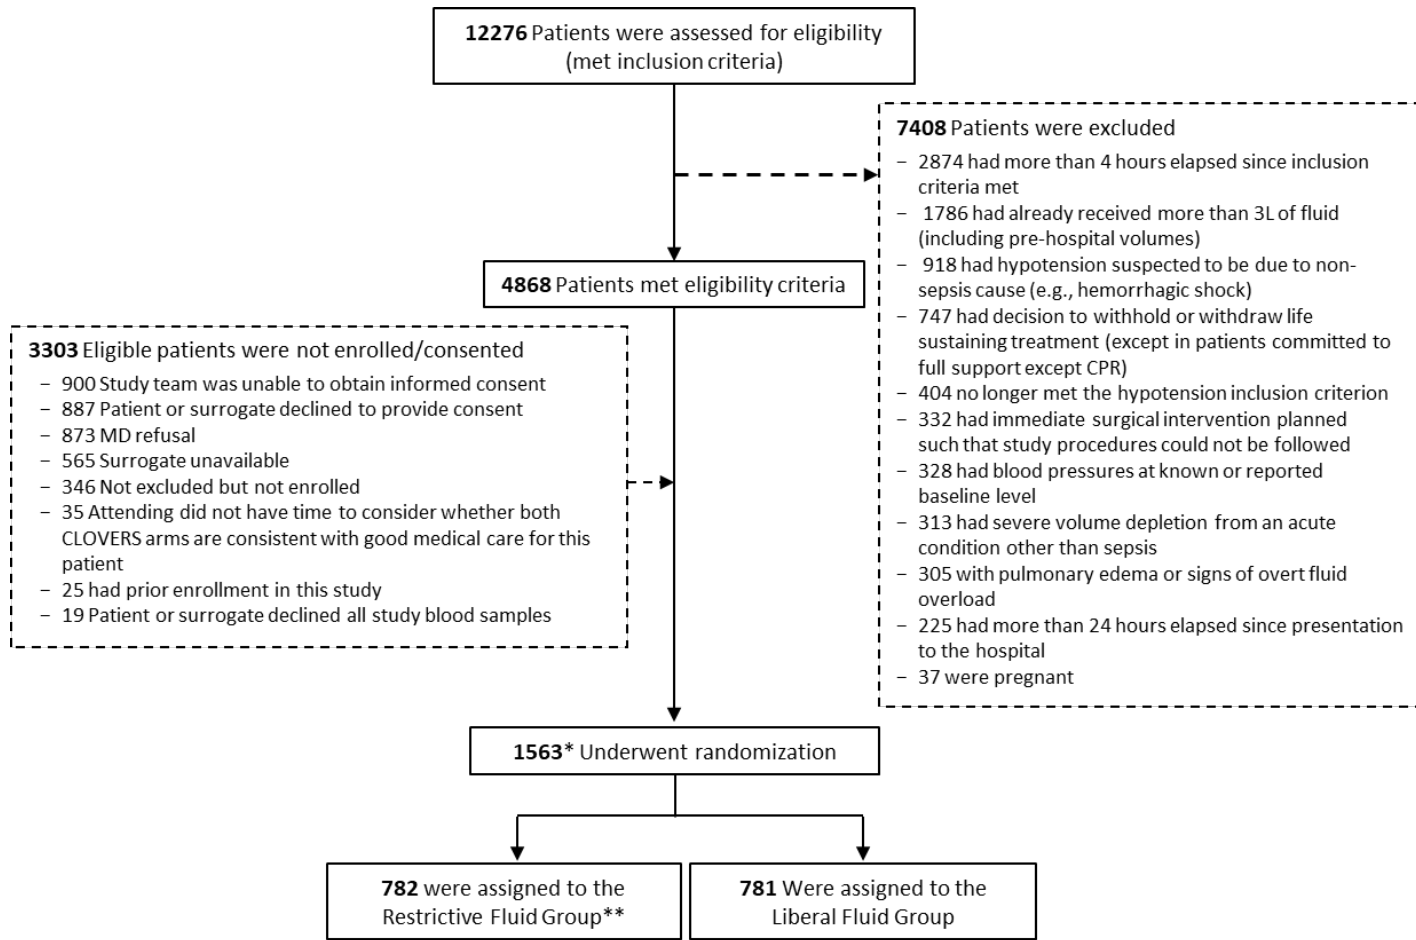 12276 Patients were assessed for eligibility
(met inclusion criteria)
7408 Patients were excluded
− 2874 had more than 4 hours elapsed since inclusion
criteria met
− 1786 had already received more than 3L of fluid
(including pre-hospital volumes)
− 918 had hypotension suspected to be due to non-
sepsis cause (e.g., hemorrhagic shock)
− 747 had decision to withhold or withdraw life
sustaining treatment (except in patients committed to
full support except CPR)
− 404 no longer met the hypotension inclusion criterion
− 332 had immediate surgical intervention planned
such that study procedures could not be followed
− 328 had blood pressures at known or reported
baseline level
− 313 had severe volume depletion from an acute
condition other than sepsis
− 305 with pulmonary edema or signs of overt fluid
overload
− 225 had more than 24 hours elapsed since presentation
to the hospital
− 37 were pregnant
4868 Patients met eligibility criteria
3303 Eligible patients were not enrolled/consented
− 900 Study team was unable to obtain informed consent
− 887 Patient or surrogate declined to provide consent
− 873 MD refusal
− 565 Surrogate unavailable
− 346 Not excluded but not enrolled
− 35 Attending did not have time to consider whether both
CLOVERS arms are consistent with good medical care for this
patient
− 25 had prior enrollment in this study
− 19 Patient or surrogate declined all study blood samples
1563* Underwent randomization
782 were assigned to the
Restrictive Fluid Group**
781 Were assigned to the
Liberal Fluid Group